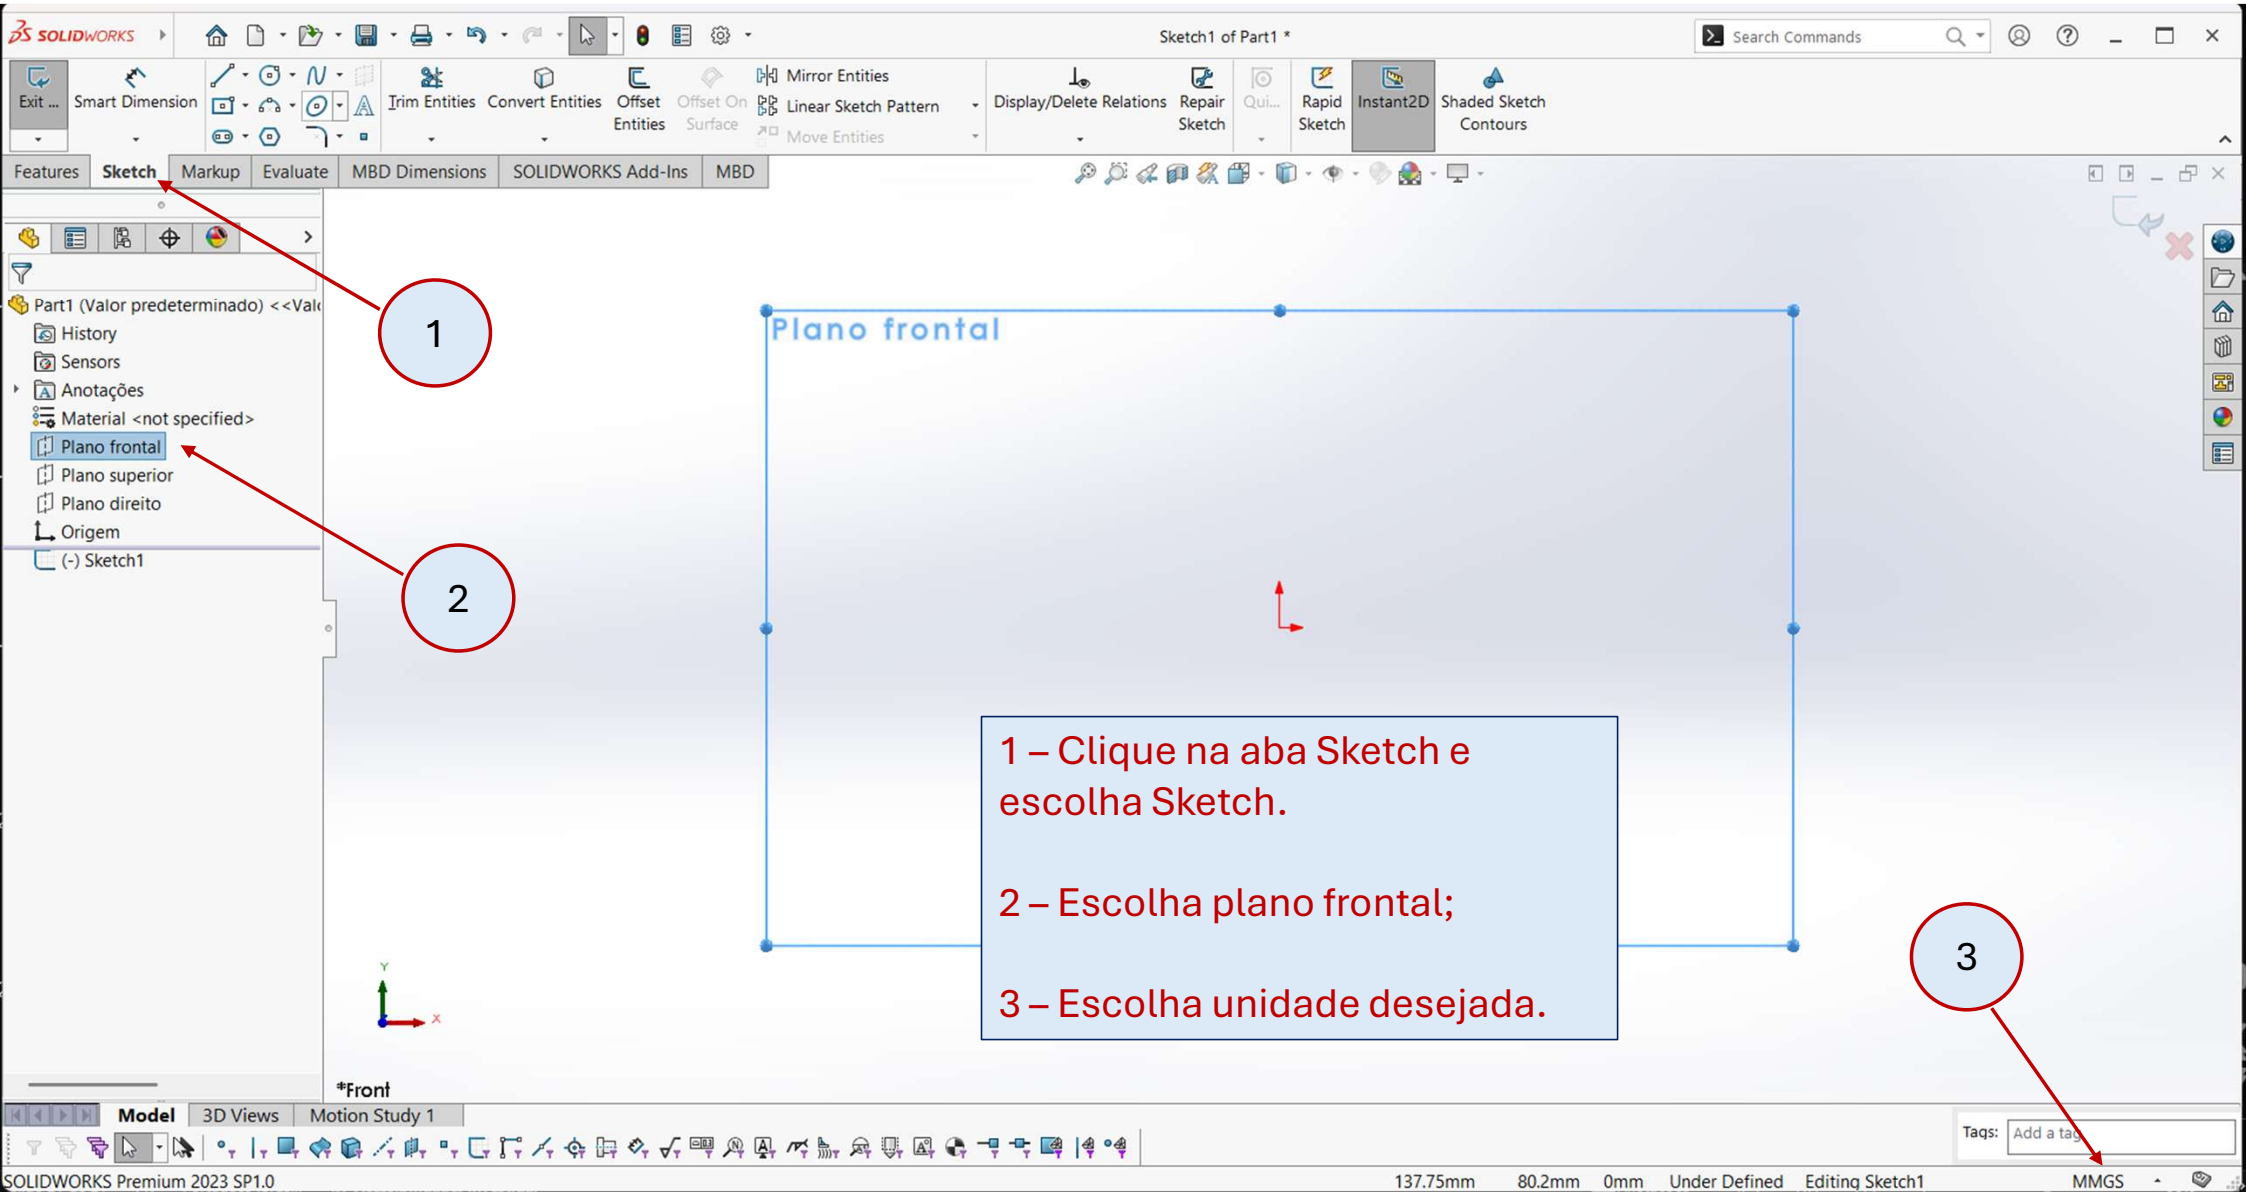 SOLIDWORKS
Sketch1 of Part1 *
Search Commands
Exit ...
Smart Dimension
Trim Entities
Convert Entities
Offset Entities
Offset On Surface
Mirror Entities
Linear Sketch Pattern
Move Entities
Display/Delete Relations
Repair Sketch
Qui...
Rapid Sketch
Instant2D
Shaded Sketch Contours
Features Sketch Markup Evaluate MBD Dimensions SOLIDWORKS Add-Ins MBD
Part1 (Valor predeterminado) <<Valo
History
Sensors
Anotações
Material <not specified>
Plano frontal
Plano superior
Plano direito
Origem
(-) Sketch1
1
2
Plano frontal
1 – Clique na aba Sketch e
escolha Sketch.
2 – Escolha plano frontal;
3 – Escolha unidade desejada.
3
Y
X
*Front
Model 3D Views Motion Study 1
Tags: Add a tag
SOLIDWORKS Premium 2023 SP1.0
137.75mm 80.2mm 0mm Under Defined Editing Sketch1 MMGS